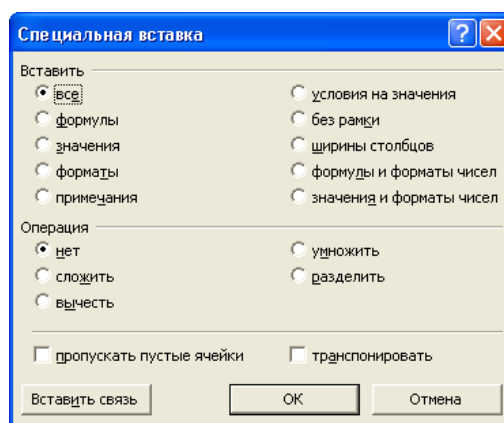 Специальная вставка
Вставить
все
условия на значения
формулы
без рамки
значения
ширины столбцов
форматы
формулы и форматы чисел
примечания
значения и форматы чисел
Операция
нет
умножить
сложить
разделить
вычесть
пропускать пустые ячейки
транспонировать
Вставить связь
ОК
Отмена